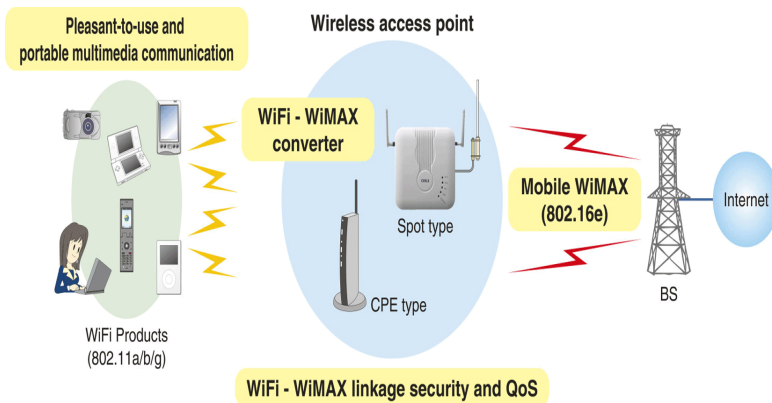 Pleasant-to-use and
portable multimedia communication
Wireless access point
WiFi - WiMAX
converter
Spot type
CPE type
Mobile WiMAX
(802.16e)
Internet
BS
WiFi Products
(802.11a/b/g)
WiFi - WiMAX linkage security and QoS